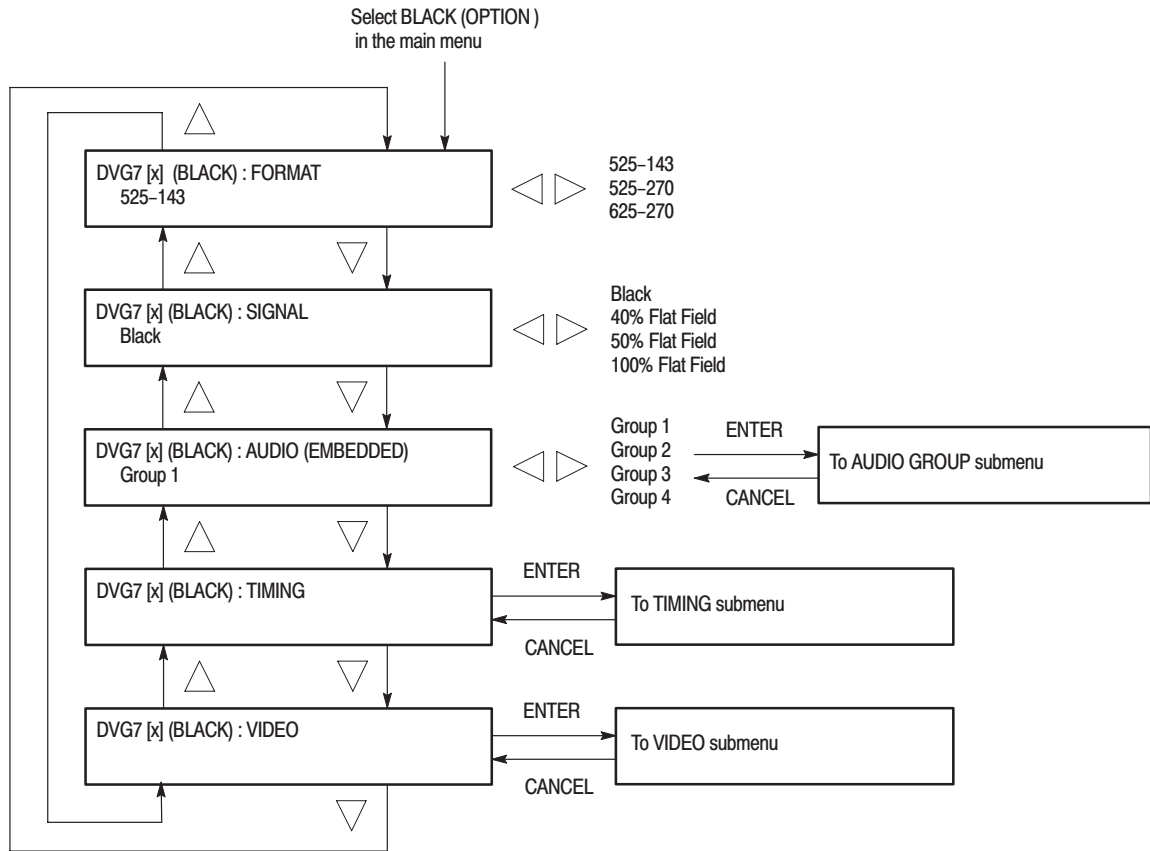 Select BLACK (OPTION )
in the main menu
DVG7 [x] (BLACK) : FORMAT
525–143
525–143
525–270
625–270
DVG7 [x] (BLACK) : SIGNAL
Black
Black
40% Flat Field
50% Flat Field
100% Flat Field
DVG7 [x] (BLACK) : AUDIO (EMBEDDED)
Group 1
Group 1
Group 2
Group 3
Group 4
ENTER
CANCEL
To AUDIO GROUP submenu
DVG7 [x] (BLACK) : TIMING
ENTER
CANCEL
To TIMING submenu
DVG7 [x] (BLACK) : VIDEO
ENTER
CANCEL
To VIDEO submenu